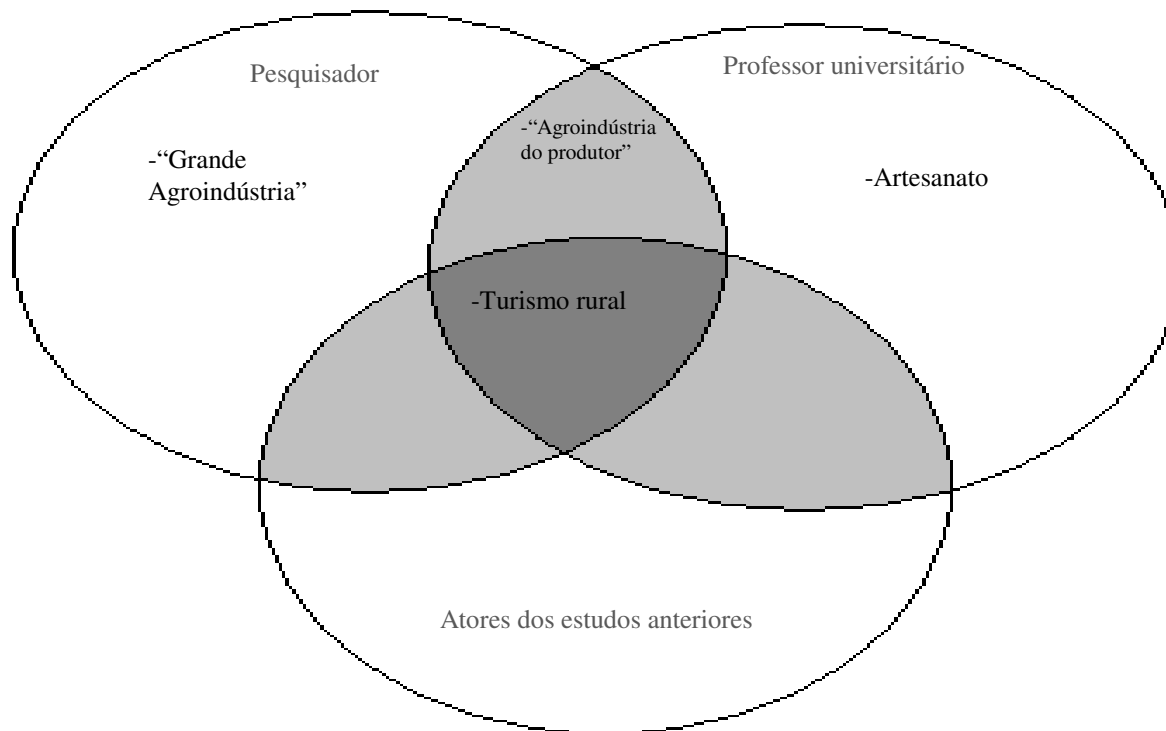 Pesquisador
Professor universitário
-“Agroindústria
do produtor”
-“Grande
Agroindústria”
-Artesanato
-Turismo rural
Atores dos estudos anteriores